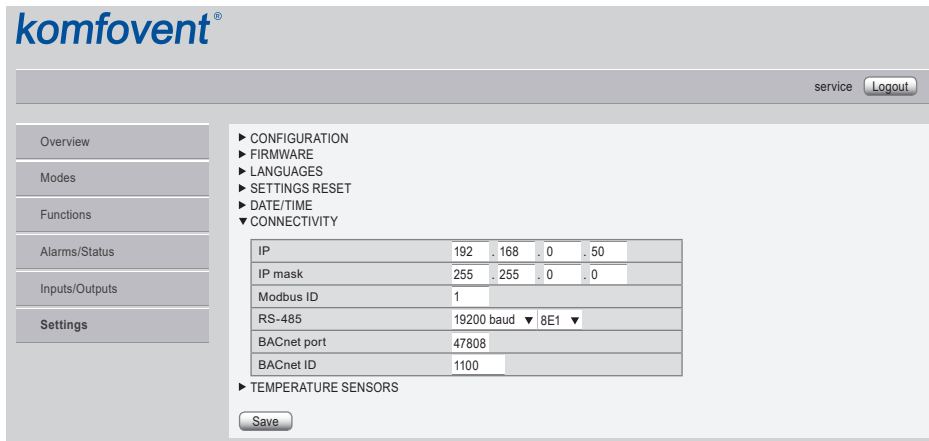 komfovent®
service Logout
Overview
Modes
Functions
Alarms/Status
Inputs/Outputs
Settings
CONFIGURATION
FIRMWARE
LANGUAGES
SETTINGS RESET
DATE/TIME
CONNECTIVITY
IP 192 . 168 . 0 . 50
IP mask 255 . 255 . 0 . 0
Modbus ID 1
RS-485 19200 baud 8E1
BACnet port 47808
BACnet ID 1100
TEMPERATURE SENSORS
Save